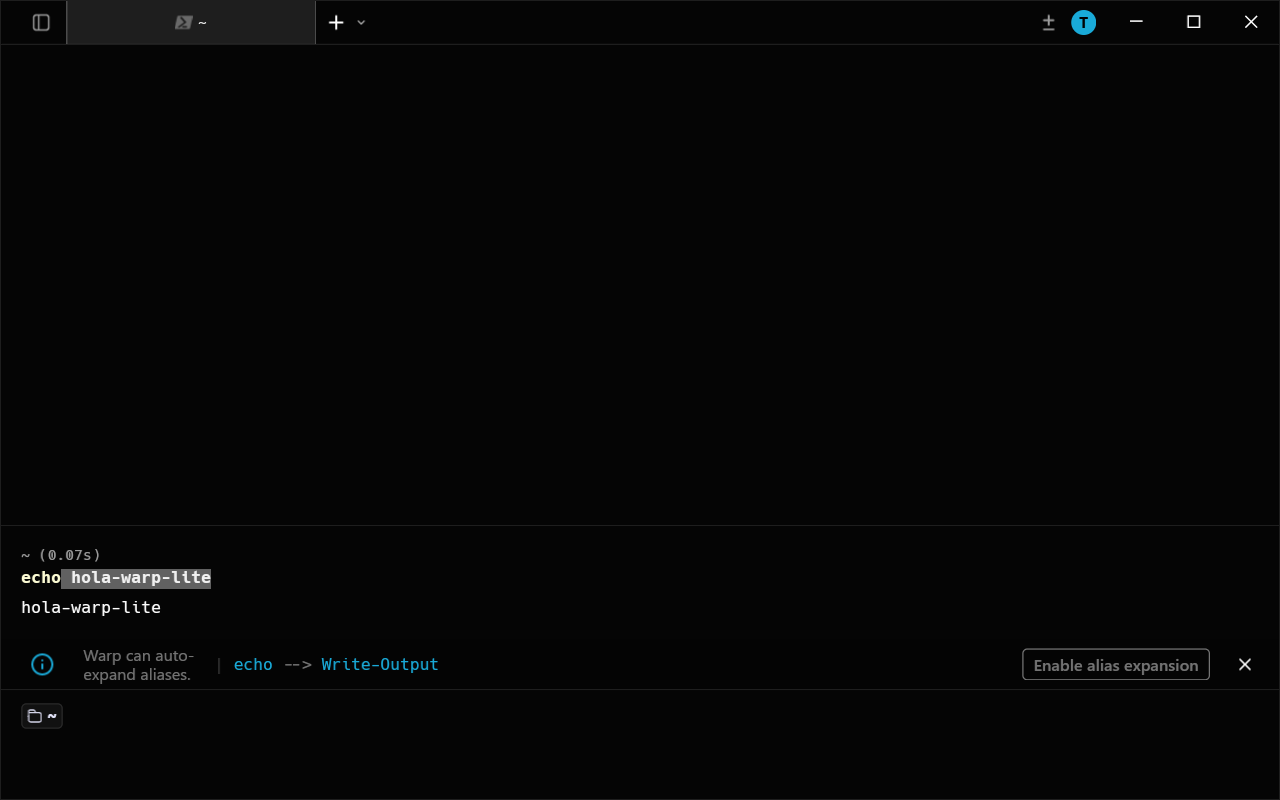 ~
T
~ (0.07s)
echo hola-warp-lite
hola-warp-lite
Warp can auto-
expand aliases.
| echo --> Write-Output
Enable alias expansion
~